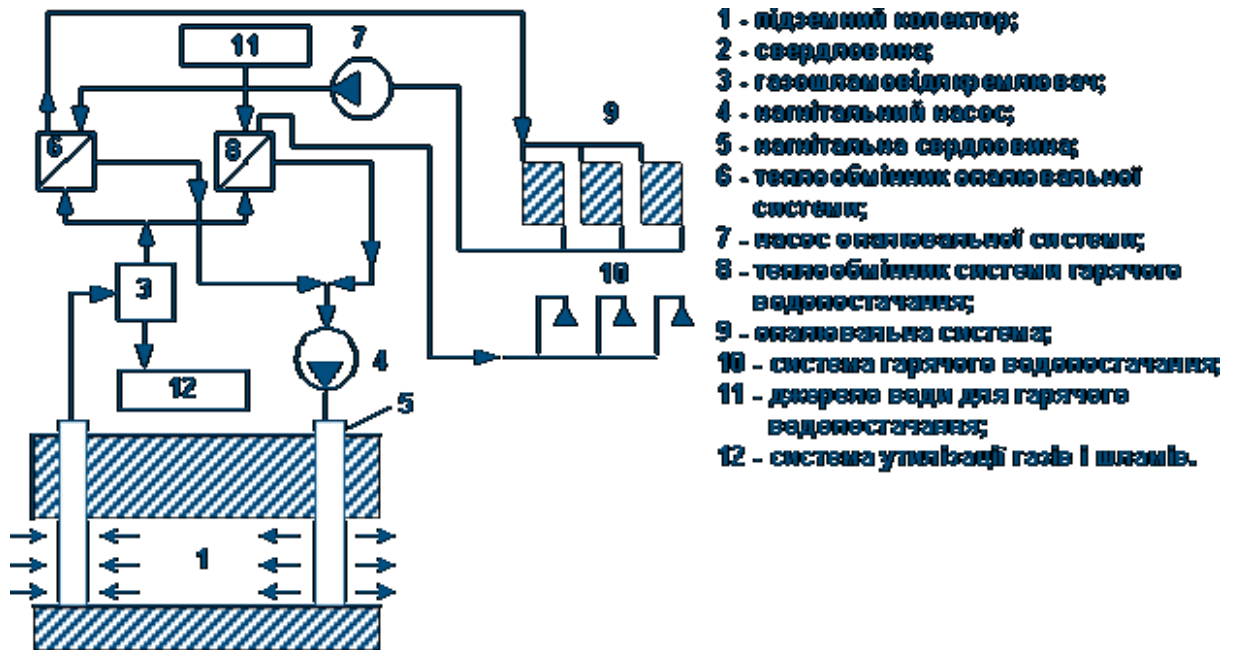 11
7
1 - підземний колектор;
2 - свердловина;
3 - газошламовідлкремлювач;
4 - нагнітальний насос;
5 - нагнітальна срдловина;
6 - теплообмінник опалювальної
системи;
7 - насос опалювальної системи;
8 - теплообмінник системи гарячого
водопостачання;
9 - опалювальна система;
10 - система гарячого водопостачання;
11 - джерело води для гарячого
водопостачання;
12 - система утилізації газів і шламів.
6
8
9
3
10
4
12
5
1